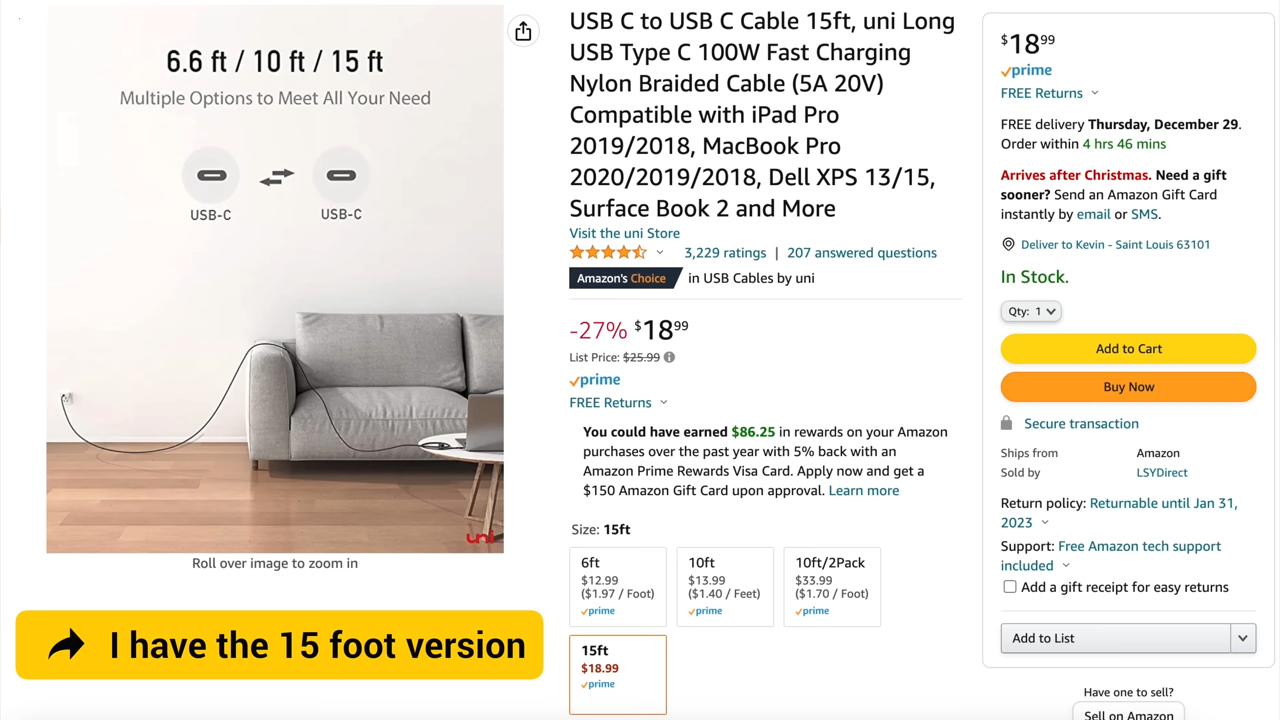 6.6 ft / 10 ft / 15 ft
Multiple Options to Meet All Your Need
USB-C
USB-C
uni
Roll over image to zoom in
I have the 15 foot version
USB C to USB C Cable 15ft, uni Long
USB Type C 100W Fast Charging
Nylon Braided Cable (5A 20V)
Compatible with iPad Pro
2019/2018, MacBook Pro
2020/2019/2018, Dell XPS 13/15,
Surface Book 2 and More
Visit the uni Store
3,229 ratings | 207 answered questions
Amazon's Choice in USB Cables by uni
-27% $1899
List Price: $25.99
prime
FREE Returns
You could have earned $86.25 in rewards on your Amazon
purchases over the past year with 5% back with an
Amazon Prime Rewards Visa Card. Apply now and get a
$150 Amazon Gift Card upon approval. Learn more
Size: 15ft
6ft
$12.99
($1.97 / Foot)
prime
10ft
$13.99
($1.40 / Feet)
prime
10ft/2Pack
$33.99
($1.70 / Foot)
prime
15ft
$18.99
prime
$1899
prime
FREE Returns
FREE delivery Thursday, December 29.
Order within 4 hrs 46 mins
Arrives after Christmas. Need a gift
sooner? Send an Amazon Gift Card
instantly by email or SMS.
Deliver to Kevin - Saint Louis 63101
In Stock.
Qty: 1
Add to Cart
Buy Now
Secure transaction
Ships from Amazon
Sold by LSYDirect
Return policy: Returnable until Jan 31,
2023
Support: Free Amazon tech support
included
Add a gift receipt for easy returns
Add to List
Have one to sell?
Sell on Amazon